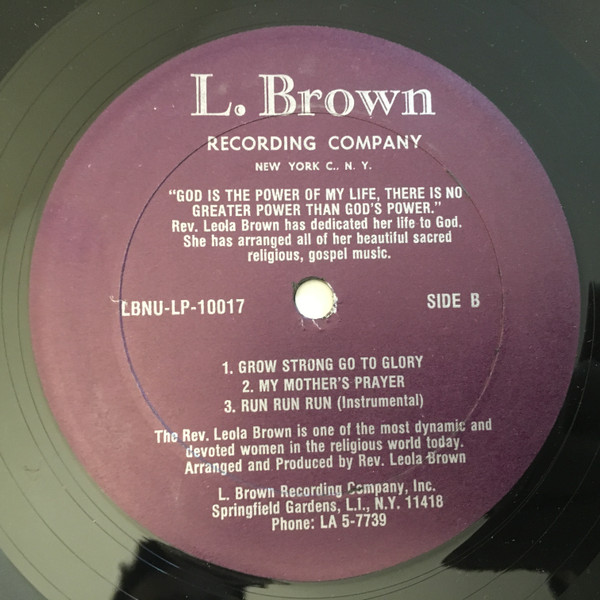 L. Brown
RECORDING COMPANY
NEW YORK C., N. Y.
"GOD IS THE POWER OF MY LIFE, THERE IS NO
GREATER POWER THAN GOD'S POWER."
Rev. Leola Brown has dedicated her life to God.
She has arranged all of her beautiful sacred
religious, gospel music.
LBNU-LP-10017
SIDE B
1. GROW STRONG GO TO GLORY
2. MY MOTHER'S PRAYER
3. RUN RUN RUN (Instrumental)
The Rev. Leola Brown is one of the most dynamic and
devoted women in the religious world today.
Arranged and Produced by Rev. Leola Brown
L. Brown Recording Company, Inc.
Springfield Gardens, L.I., N.Y. 11418
Phone: LA 5-7739